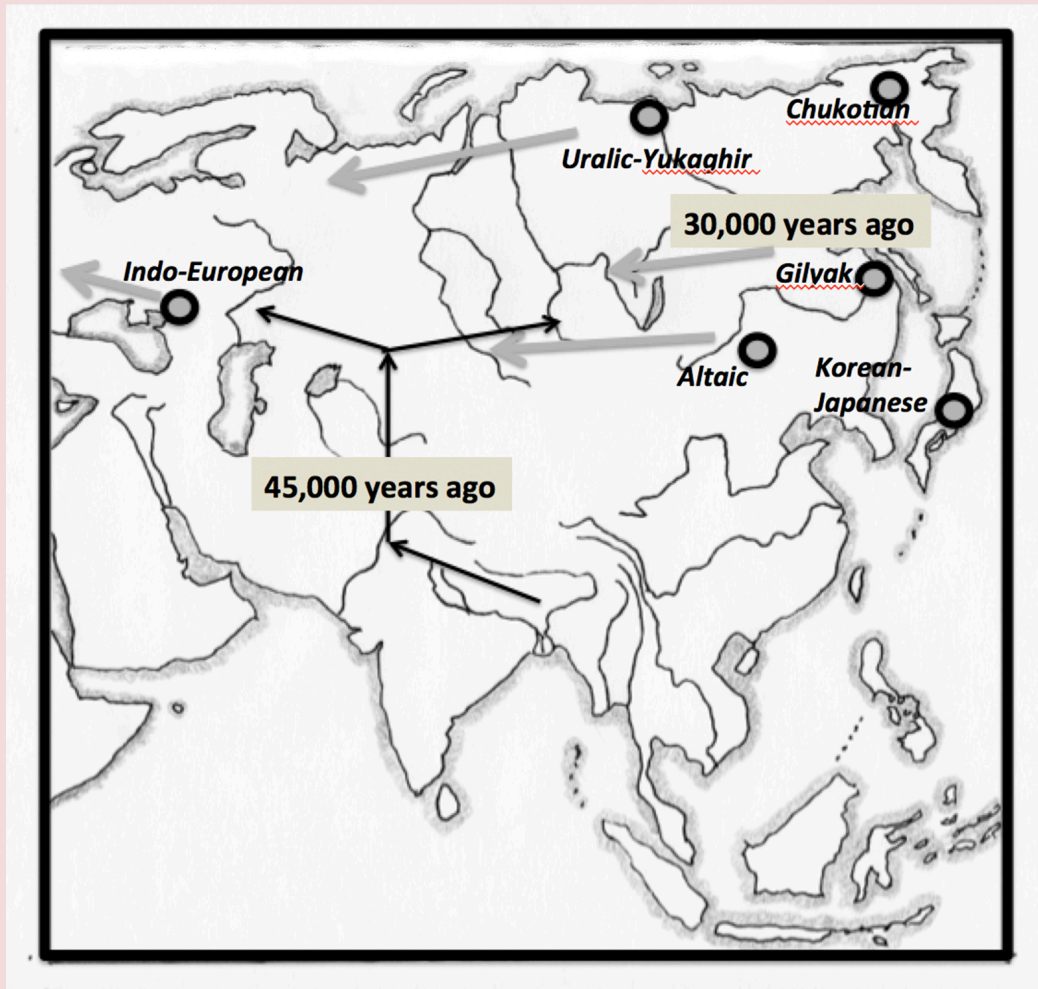 Chukotian
Uralic-Yukaghir
30,000 years ago
Indo-European
Gilyak
Altaic
Korean-
Japanese
45,000 years ago